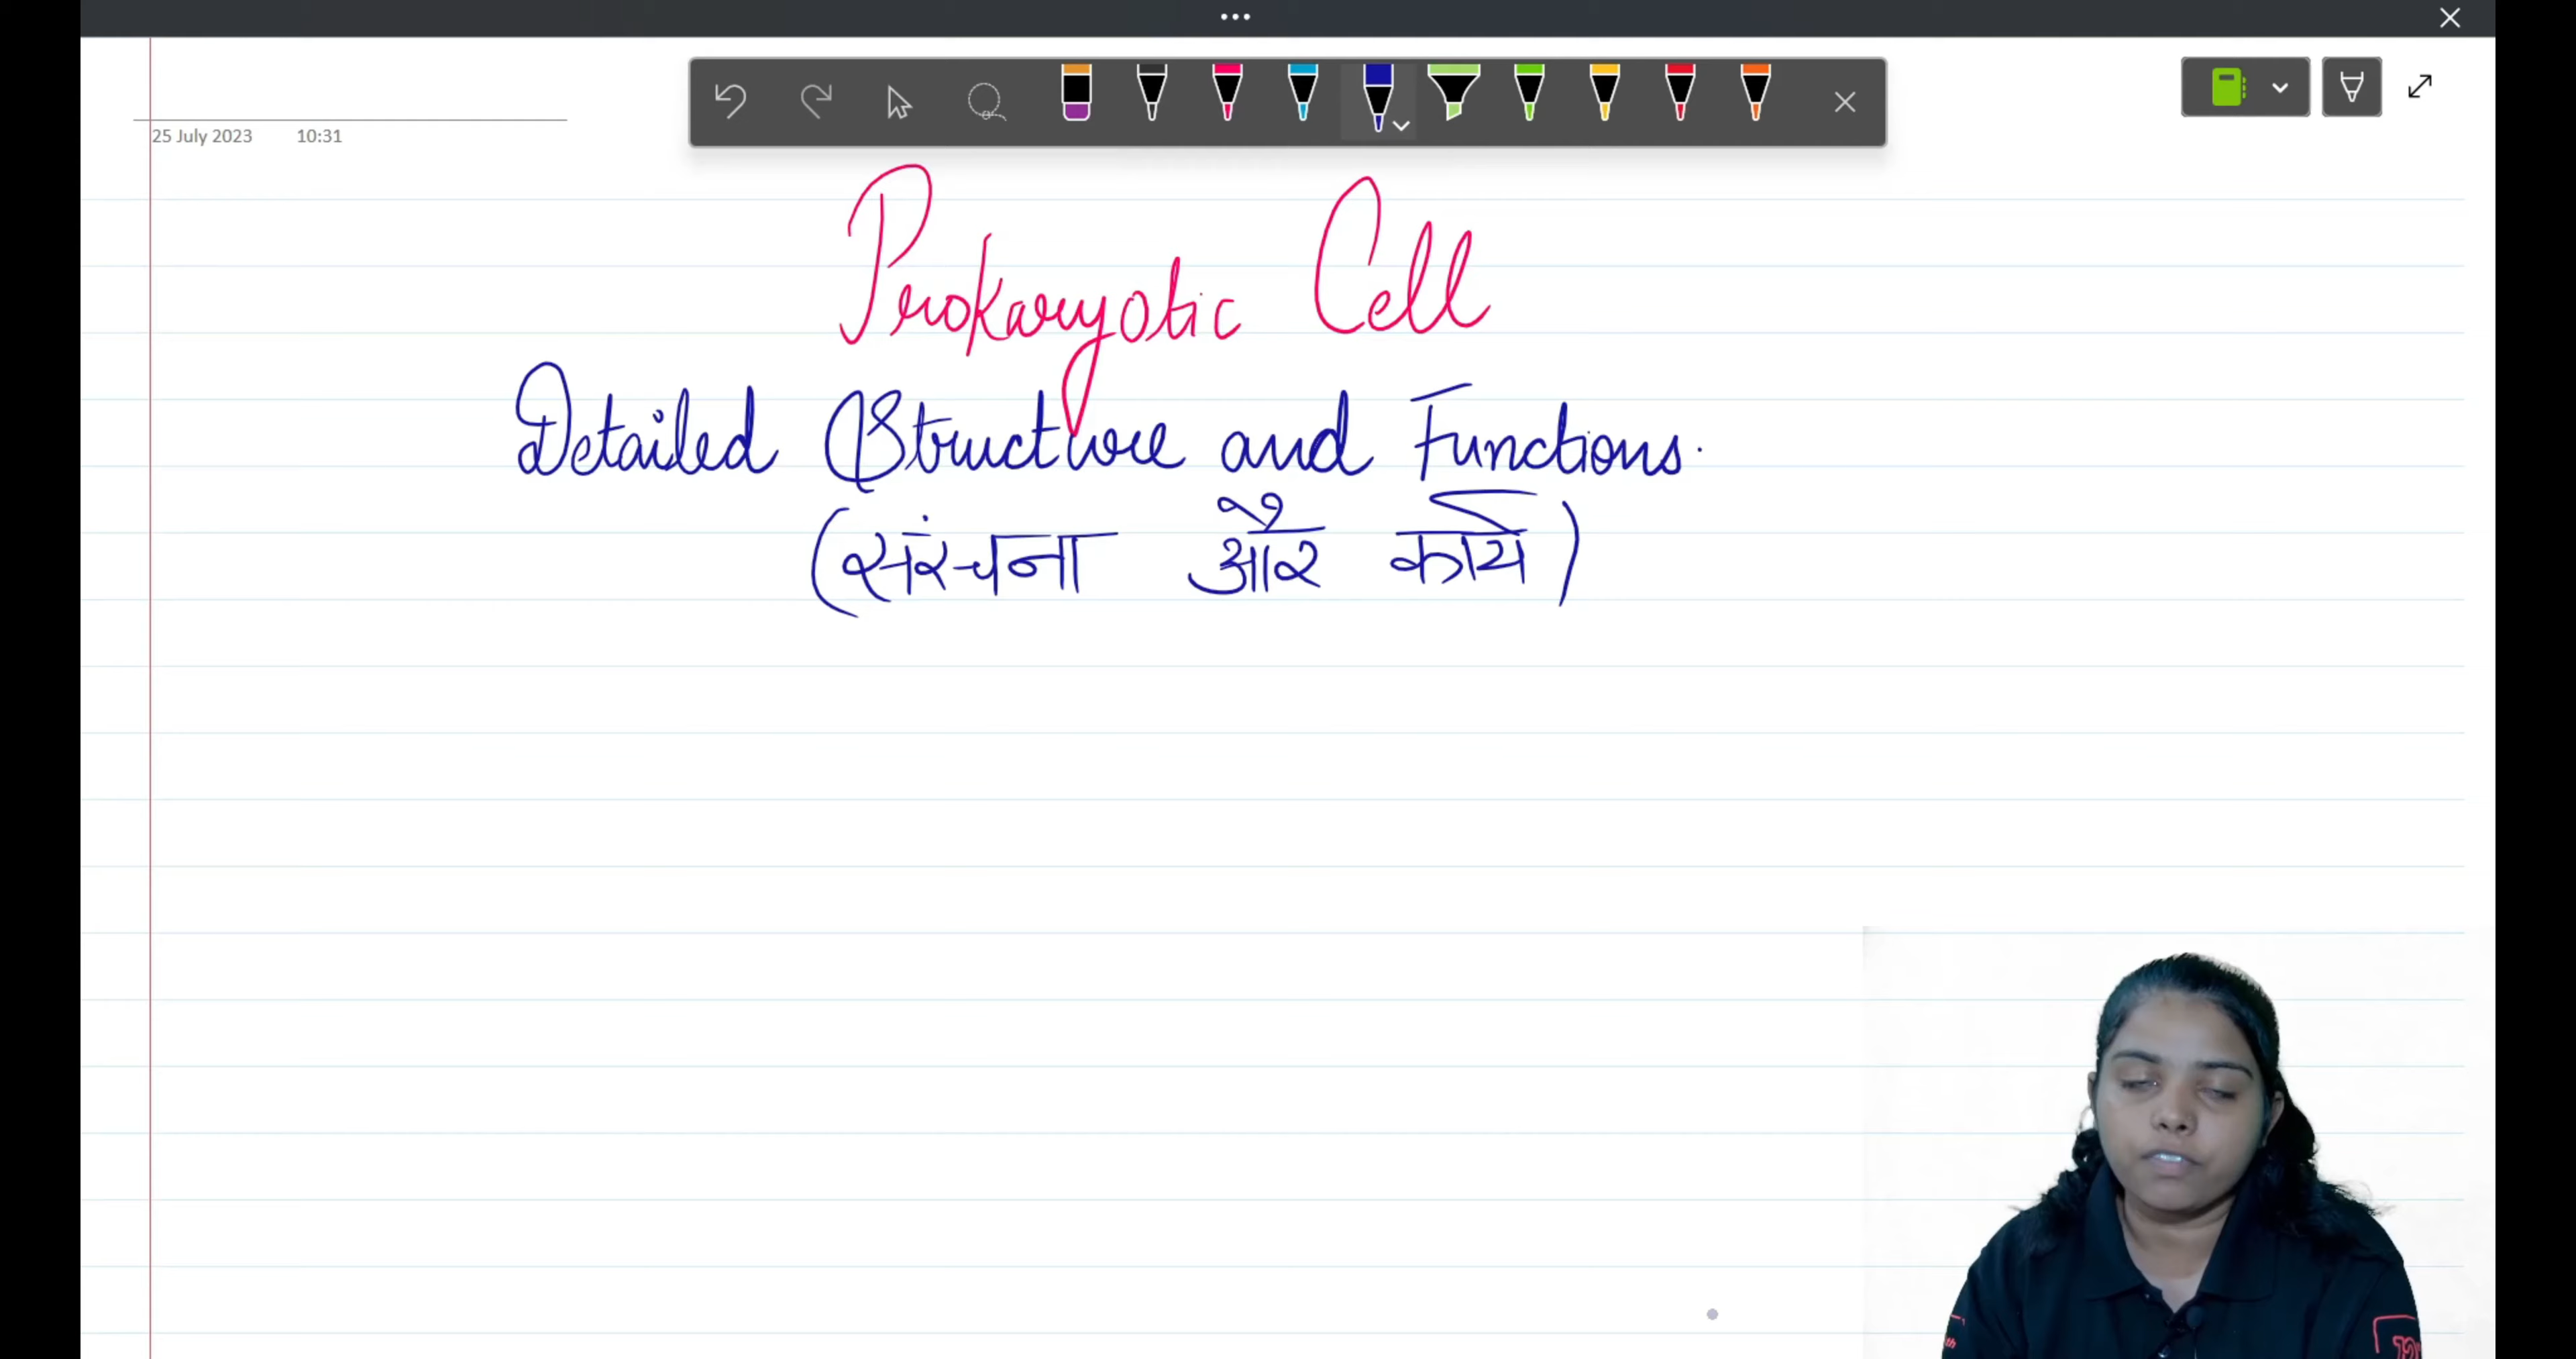 25 July 2023 10:31
Prokaryotic Cell
Detailed Structure and Functions.
(संरचना और कार्य)